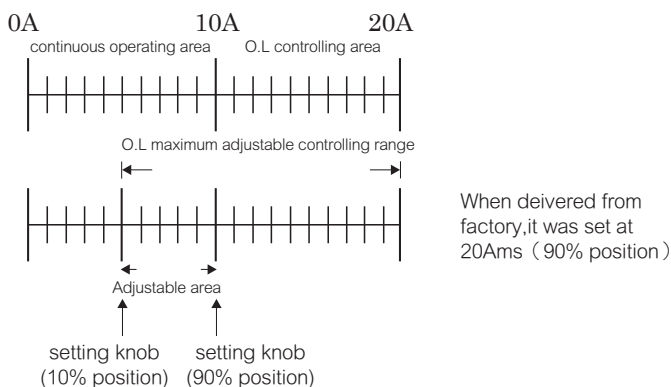 0A 10A 20A
continuous operating area O.L controlling area
O.L maximum adjustable controlling range
When deivered from
factory,it was set at
20Ams（90% position）
Adjustable area
setting knob setting knob
(10% position) (90% position)